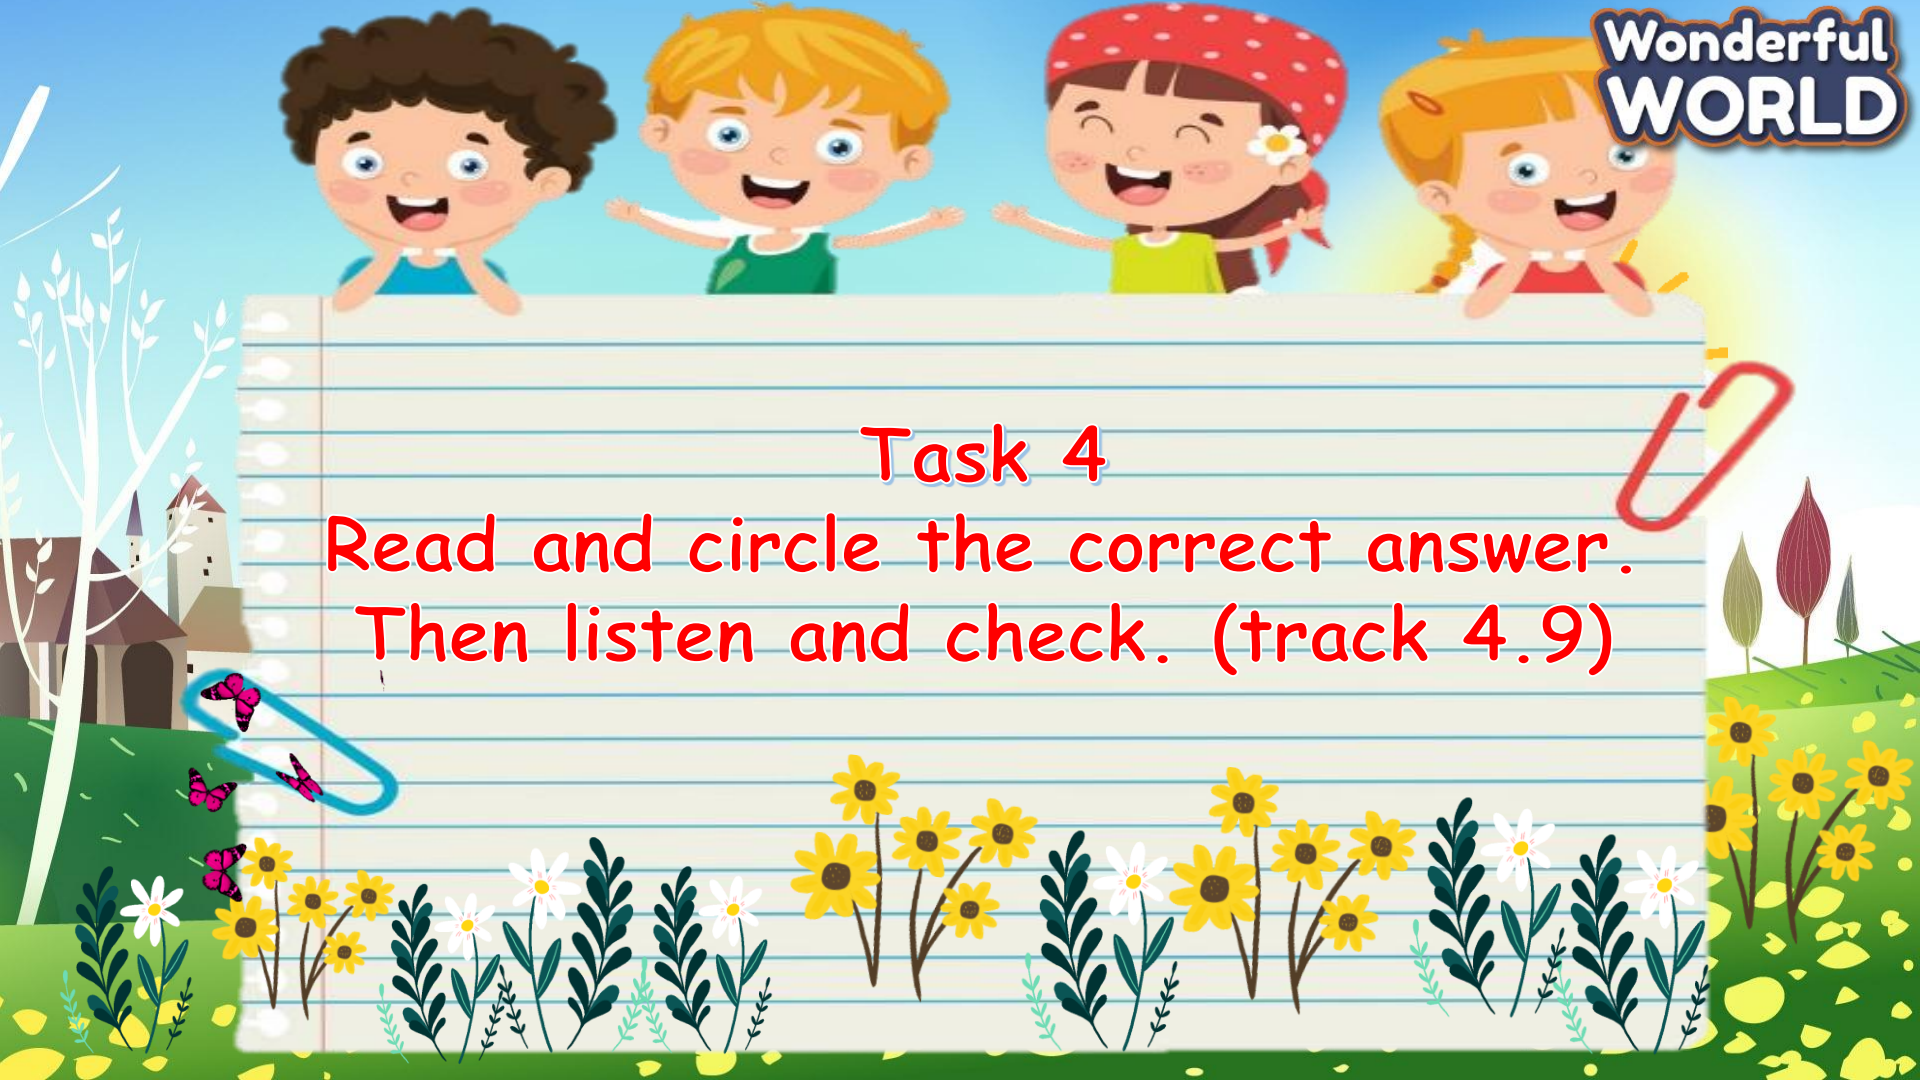 Wonderful
WORLD
Task 4
Read and circle the correct answer.
Then listen and check. (track 4.9)